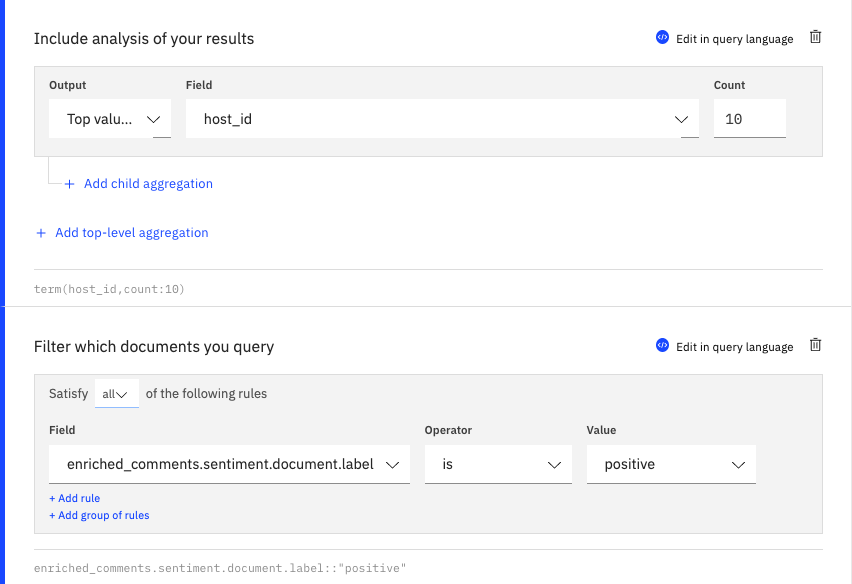 Include analysis of your results
Edit in query language
Output Field Count
Top valu... host_id 10
+ Add child aggregation
+ Add top-level aggregation
term(host_id,count:10)
Filter which documents you query
Edit in query language
Satisfy all of the following rules
Field Operator Value
enriched_comments.sentiment.document.label is positive
+ Add rule
+ Add group of rules
enriched_comments.sentiment.document.label::"positive"